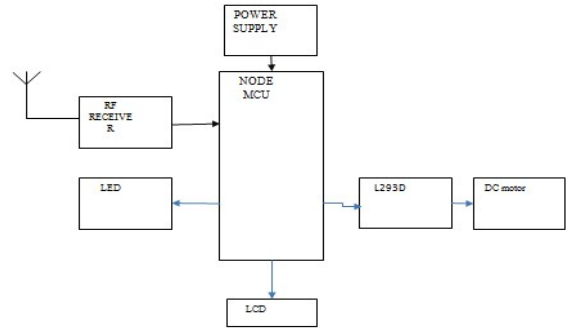 POWER
SUPPLY
NODE
MCU
RF
RECEIVE
R
LED
L293D
DC motor
LCD